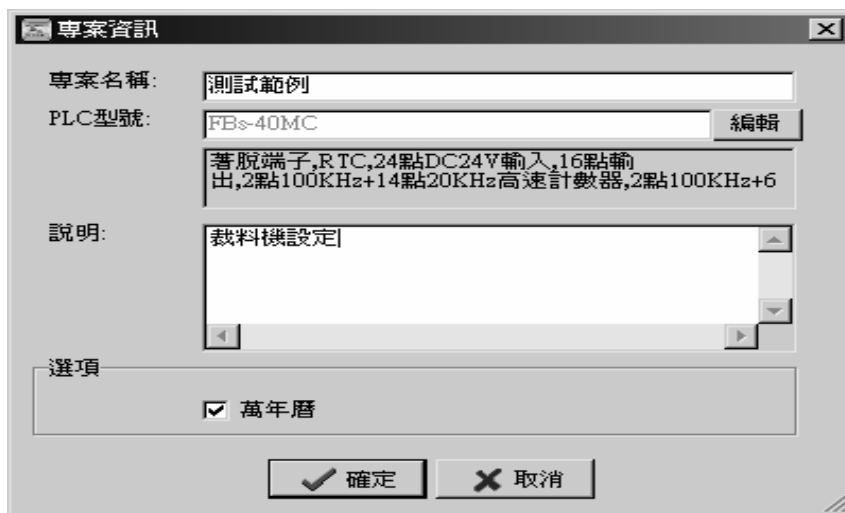 專案資訊
專案名稱: 測試範例
PLC型號: FBs-40MC 編輯
著脫端子,RTC,24點DC24V輸入,16點輸
出,2點100KHz+14點20KHz高速計數器,2點100KHz+6
說明: 裁料機設定
選項
萬年曆
確定 取消